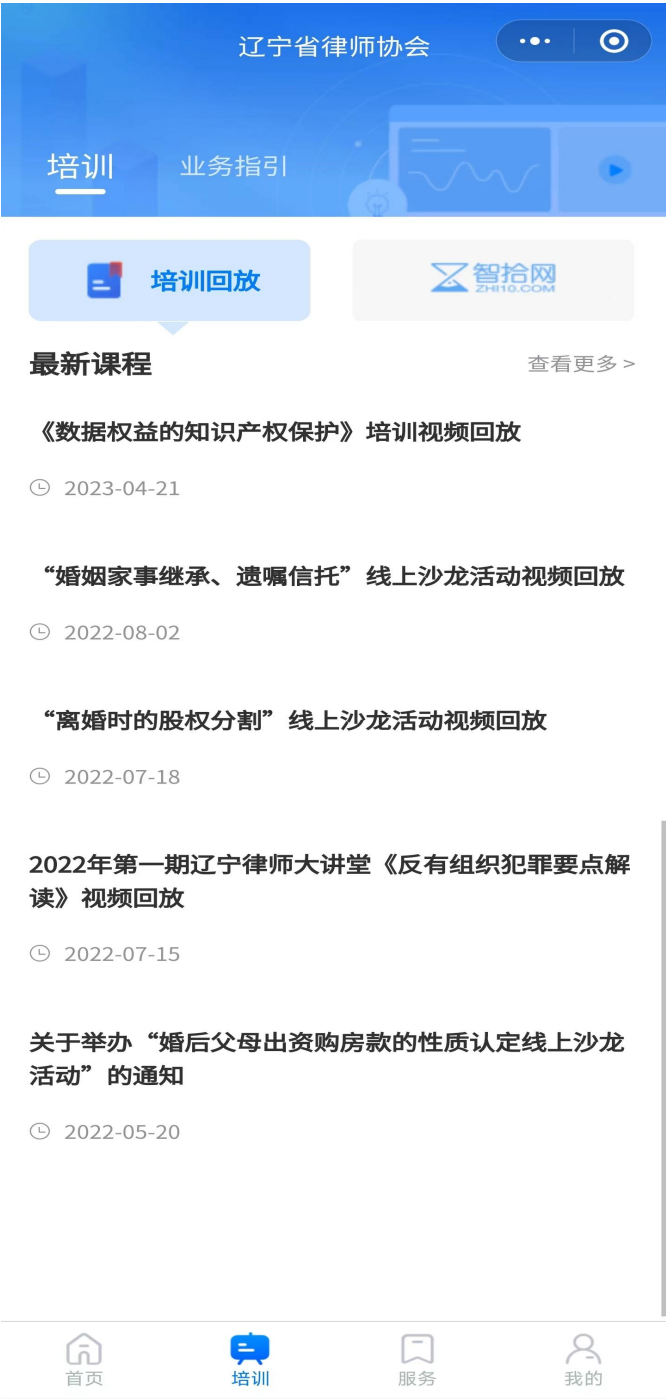 辽宁省律师协会
培训
业务指引
培训回放
智拾网
ZHI10.COM
最新课程
查看更多 >
《数据权益的知识产权保护》培训视频回放
2023-04-21
“婚姻家事继承、遗嘱信托”线上沙龙活动视频回放
2022-08-02
“离婚时的股权分割”线上沙龙活动视频回放
2022-07-18
2022年第一期辽宁律师大讲堂《反有组织犯罪要点解
读》视频回放
2022-07-15
关于举办“婚后父母出资购房款的性质认定线上沙龙
活动”的通知
2022-05-20
首页
培训
服务
我的